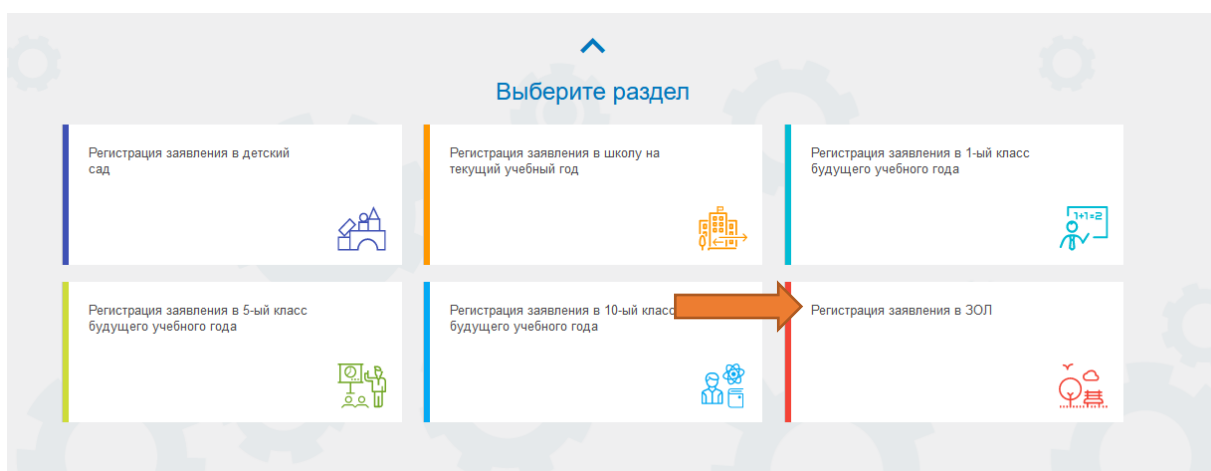 Выберите раздел
Регистрация заявления в детский
сад
Регистрация заявления в школу на
текущий учебный год
Регистрация заявления в 1-ый класс
будущего учебного года
1+1=2
Регистрация заявления в 5-ый класс
будущего учебного года
Регистрация заявления в 10-ый класс
будущего учебного года
Регистрация заявления в ЗОЛ